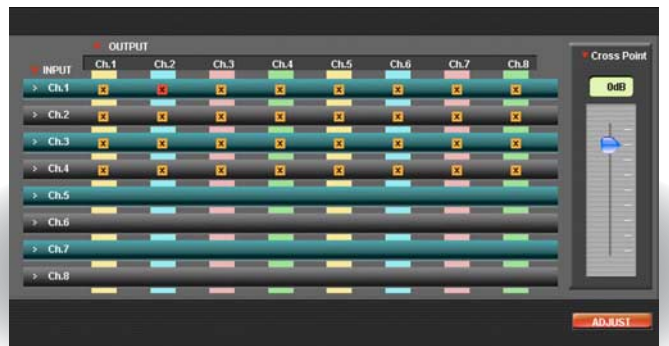 OUTPUT
INPUT Ch.1 Ch.2 Ch.3 Ch.4 Ch.5 Ch.6 Ch.7 Ch.8
Cross Point
0dB
> Ch.1 X X X X X X X X
> Ch.2 X X X X X X X X
> Ch.3 X X X X X X X X
> Ch.4 X X X X X X X X
> Ch.5
> Ch.6
> Ch.7
> Ch.8
ADJUST